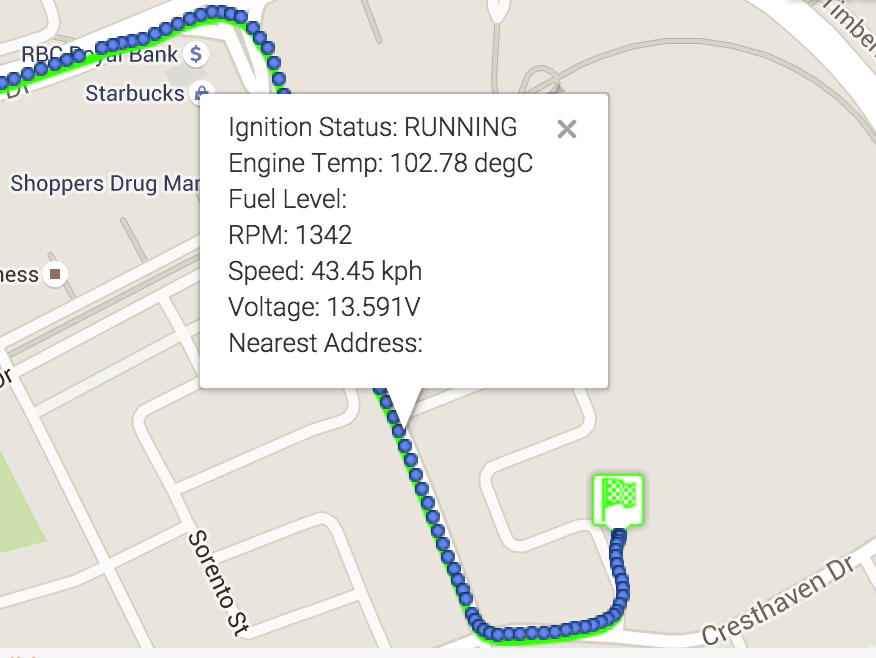 RBC Royal Bank
Starbucks
Timber
Dr
Ignition Status: RUNNING
Engine Temp: 102.78 degC
Fuel Level:
RPM: 1342
Speed: 43.45 kph
Voltage: 13.591V
Nearest Address:
Shoppers Drug Mar
ness
Dr
Sorento St
Cresthaven Dr